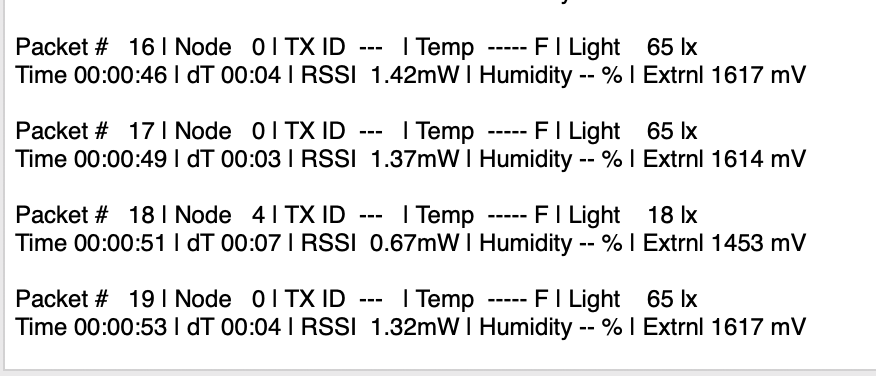 Packet #   16 | Node   0 | TX ID  ---   | Temp  ----- F | Light    65 lx
Time 00:00:46 | dT 00:04 | RSSI  1.42mW | Humidity -- % | Extrnl 1617 mV
Packet #   17 | Node   0 | TX ID  ---   | Temp  ----- F | Light    65 lx
Time 00:00:49 | dT 00:03 | RSSI  1.37mW | Humidity -- % | Extrnl 1614 mV
Packet #   18 | Node   4 | TX ID  ---   | Temp  ----- F | Light    18 lx
Time 00:00:51 | dT 00:07 | RSSI  0.67mW | Humidity -- % | Extrnl 1453 mV
Packet #   19 | Node   0 | TX ID  ---   | Temp  ----- F | Light    65 lx
Time 00:00:53 | dT 00:04 | RSSI  1.32mW | Humidity -- % | Extrnl 1617 mV